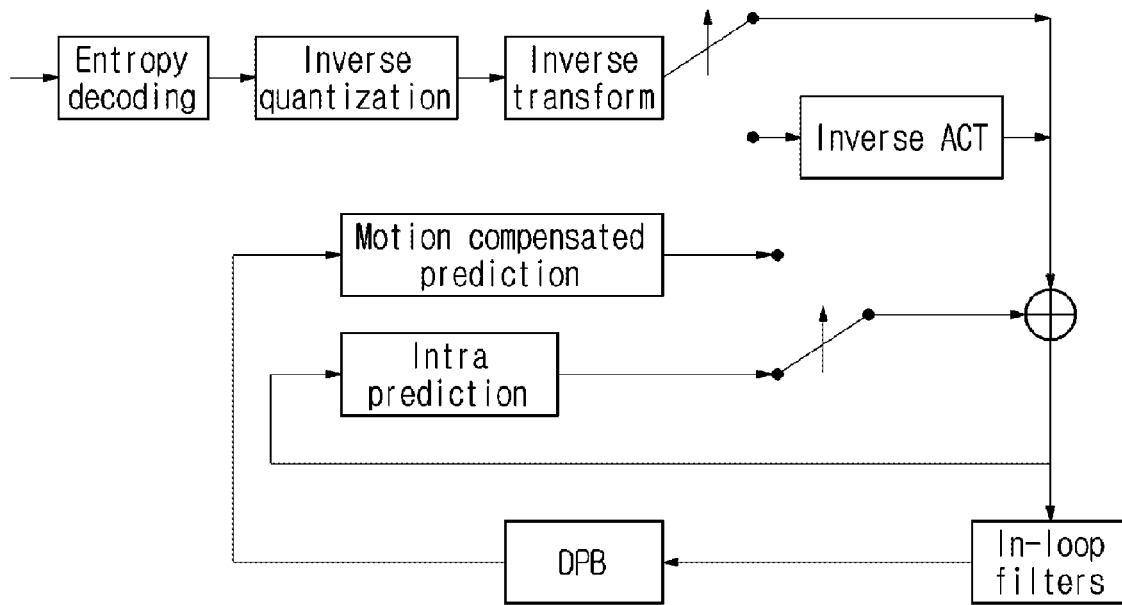 Entropy
decoding
Inverse
quantization
Inverse
transform
Inverse ACT
Motion compensated
prediction
Intra
prediction
DPB
In-loop
filters